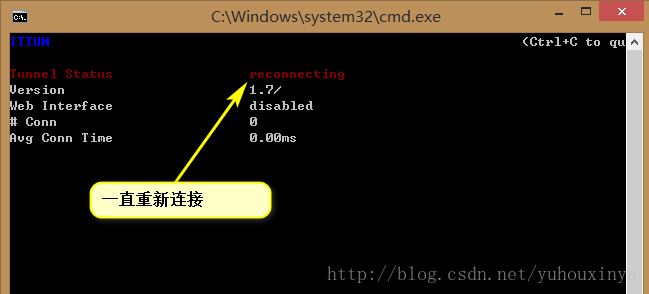 C:\Windows\system32\cmd.exe
ITTUN (Ctrl+C to qu
Tunnel Status reconnecting
Version 1.7/
Web Interface disabled
# Conn 0
Avg Conn Time 0.00ms
一直重新连接
http://blog.csdn.net/yuhouxinya